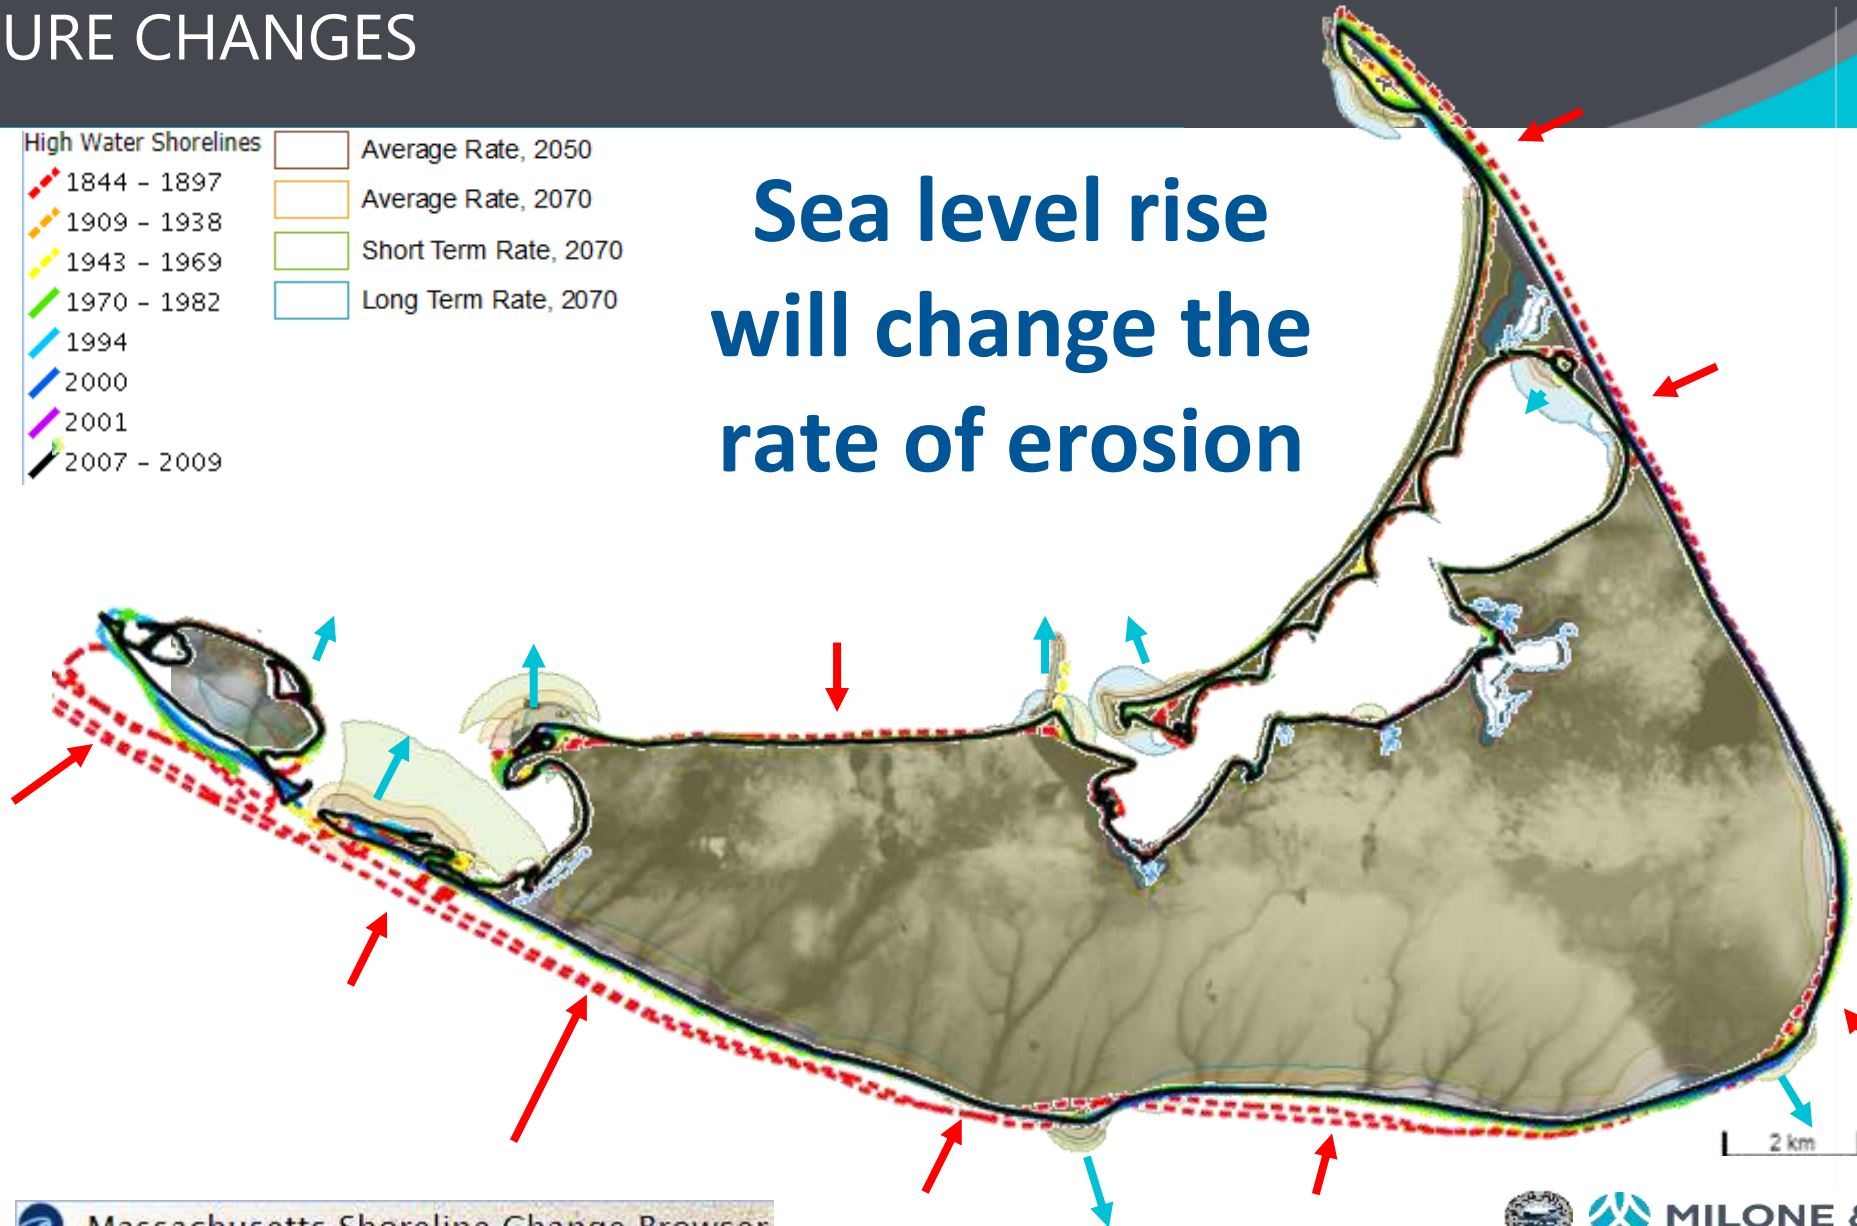 URE CHANGES
High Water Shorelines
1844 – 1897
1909 – 1938
1943 – 1969
1970 – 1982
1994
2000
2001
2007 – 2009
Average Rate, 2050
Average Rate, 2070
Short Term Rate, 2070
Long Term Rate, 2070
Sea level rise
will change the
rate of erosion
2 km
Massachusetts Shoreline Change Browser
MILONE &